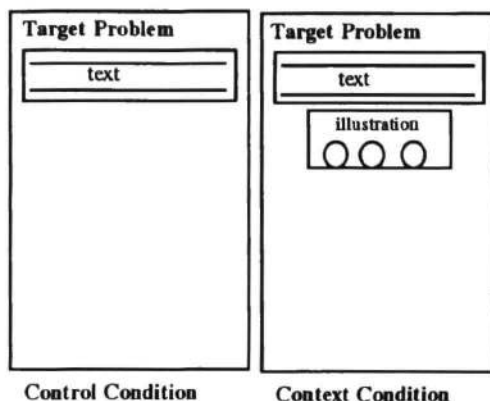 Target Problem
text
Control Condition
Target Problem
text
illustration
Context Condition